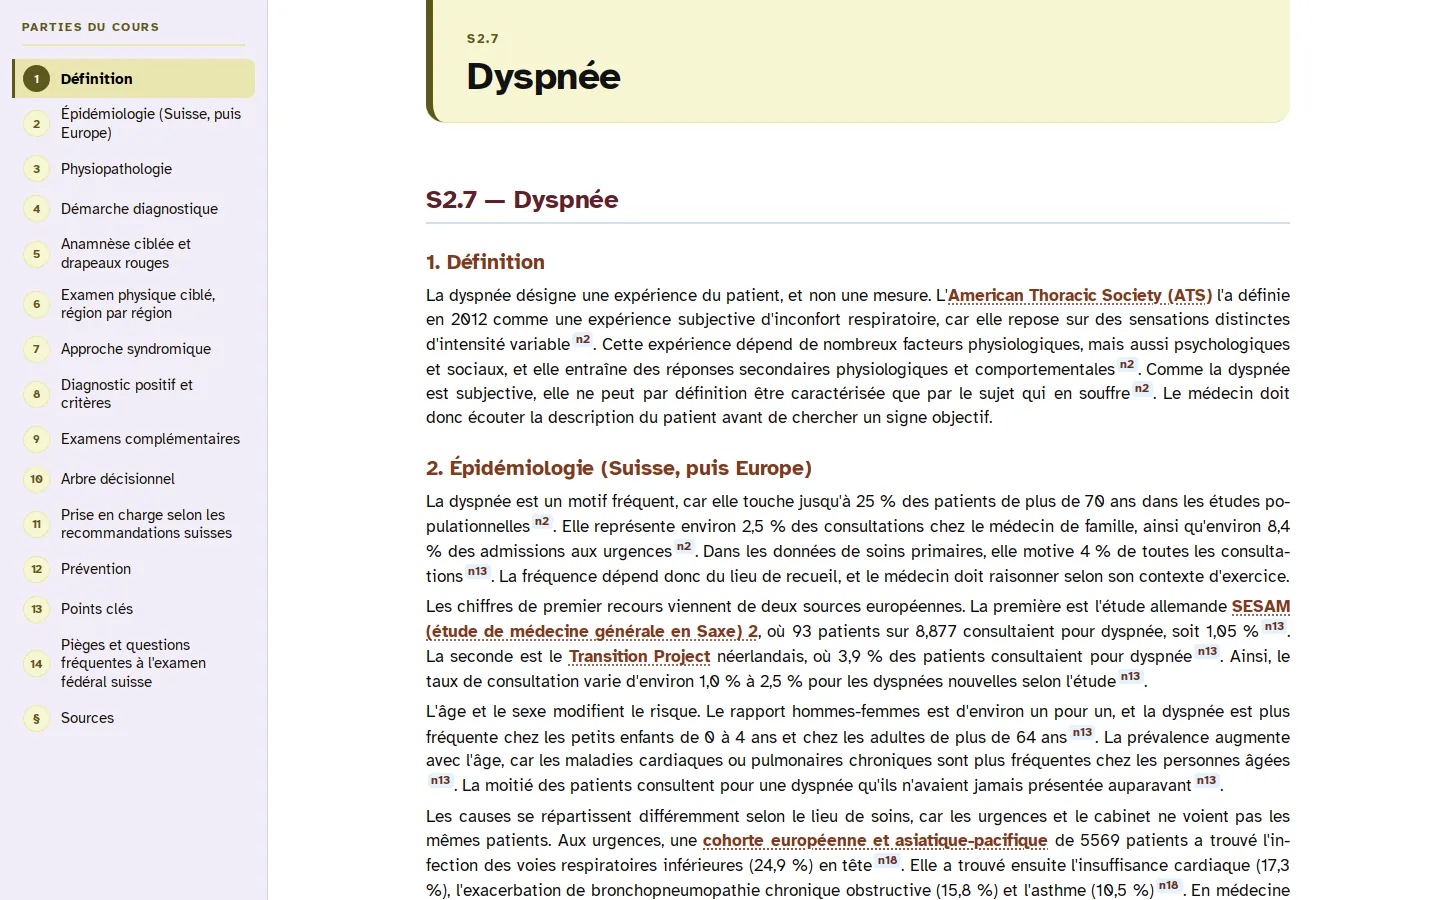 PARTIES DU COURS
1 Définition
2 Épidémiologie (Suisse, puis
Europe)
3 Physiopathologie
4 Démarche diagnostique
5 Anamnèse ciblée et
drapeaux rouges
6 Examen physique ciblé,
région par région
7 Approche syndromique
8 Diagnostic positif et
critères
9 Examens complémentaires
10 Arbre décisionnel
11 Prise en charge selon les
recommandations suisses
12 Prévention
13 Points clés
14 Pièges et questions
fréquentes à l'examen
fédéral suisse
§ Sources
S2.7
Dyspnée
S2.7 — Dyspnée
1. Définition
La dyspnée désigne une expérience du patient, et non une mesure. L'American Thoracic Society (ATS) l'a définie
en 2012 comme une expérience subjective d'inconfort respiratoire, car elle repose sur des sensations distinctes
d'intensité variable n2. Cette expérience dépend de nombreux facteurs physiologiques, mais aussi psychologiques
et sociaux, et elle entraîne des réponses secondaires physiologiques et comportementales n2. Comme la dyspnée
est subjective, elle ne peut par définition être caractérisée que par le sujet qui en souffre n2. Le médecin doit
donc écouter la description du patient avant de chercher un signe objectif.
2. Épidémiologie (Suisse, puis Europe)
La dyspnée est un motif fréquent, car elle touche jusqu'à 25 % des patients de plus de 70 ans dans les études po-
pulationnelles n2. Elle représente environ 2,5 % des consultations chez le médecin de famille, ainsi qu'environ 8,4
% des admissions aux urgences n2. Dans les données de soins primaires, elle motive 4 % de toutes les consulta-
tions n13. La fréquence dépend donc du lieu de recueil, et le médecin doit raisonner selon son contexte d'exercice.
Les chiffres de premier recours viennent de deux sources européennes. La première est l'étude allemande SESAM
(étude de médecine générale en Saxe) 2, où 93 patients sur 8,877 consultaient pour dyspnée, soit 1,05 % n13.
La seconde est le Transition Project néerlandais, où 3,9 % des patients consultaient pour dyspnée n13. Ainsi, le
taux de consultation varie d'environ 1,0 % à 2,5 % pour les dyspnées nouvelles selon l'étude n13.
L'âge et le sexe modifient le risque. Le rapport hommes-femmes est d'environ un pour un, et la dyspnée est plus
fréquente chez les petits enfants de 0 à 4 ans et chez les adultes de plus de 64 ans n13. La prévalence augmente
avec l'âge, car les maladies cardiaques ou pulmonaires chroniques sont plus fréquentes chez les personnes âgées
n13. La moitié des patients consultent pour une dyspnée qu'ils n'avaient jamais présentée auparavant n13.
Les causes se répartissent différemment selon le lieu de soins, car les urgences et le cabinet ne voient pas les
mêmes patients. Aux urgences, une cohorte européenne et asiatique-pacifique de 5569 patients a trouvé l'in-
fection des voies respiratoires inférieures (24,9 %) en tête n18. Elle a trouvé ensuite l'insuffisance cardiaque (17,3
%), l'exacerbation de bronchopneumopathie chronique obstructive (15,8 %) et l'asthme (10,5 %) n18. En médecine